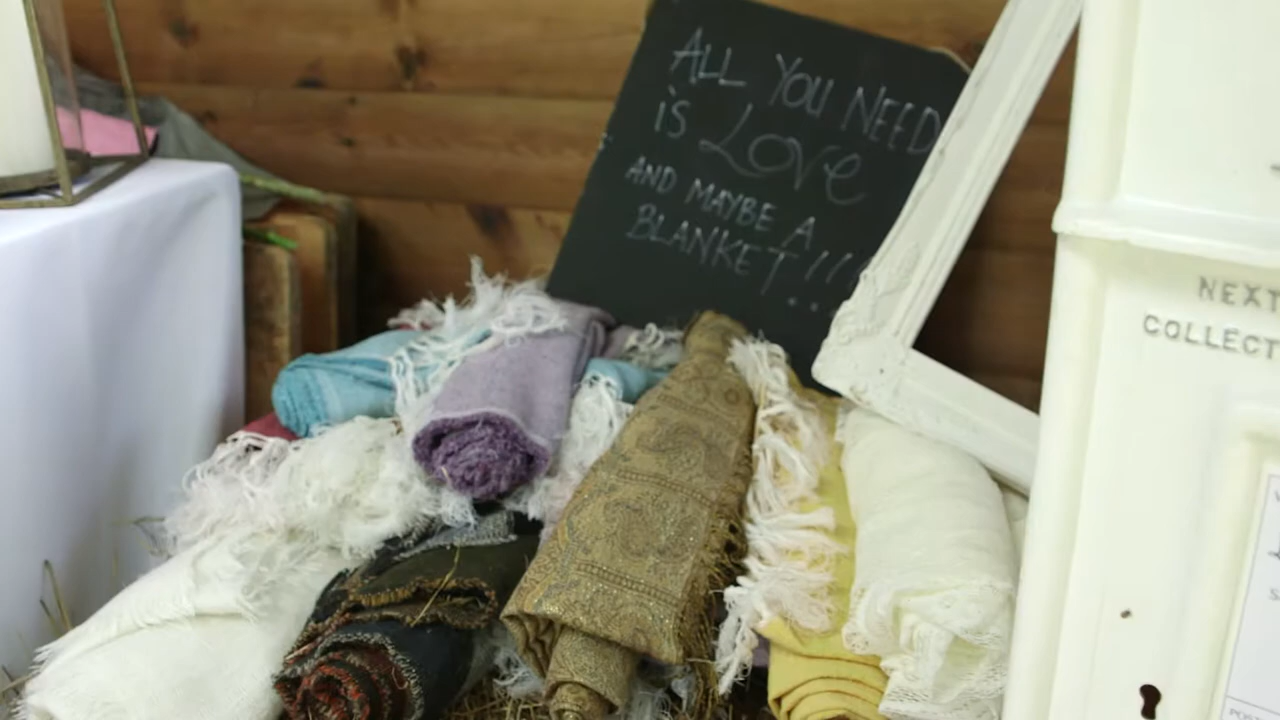 ALL YOU NEED
is Love
AND MAYBE A
BLANKET!!!
NEXT
COLLECT